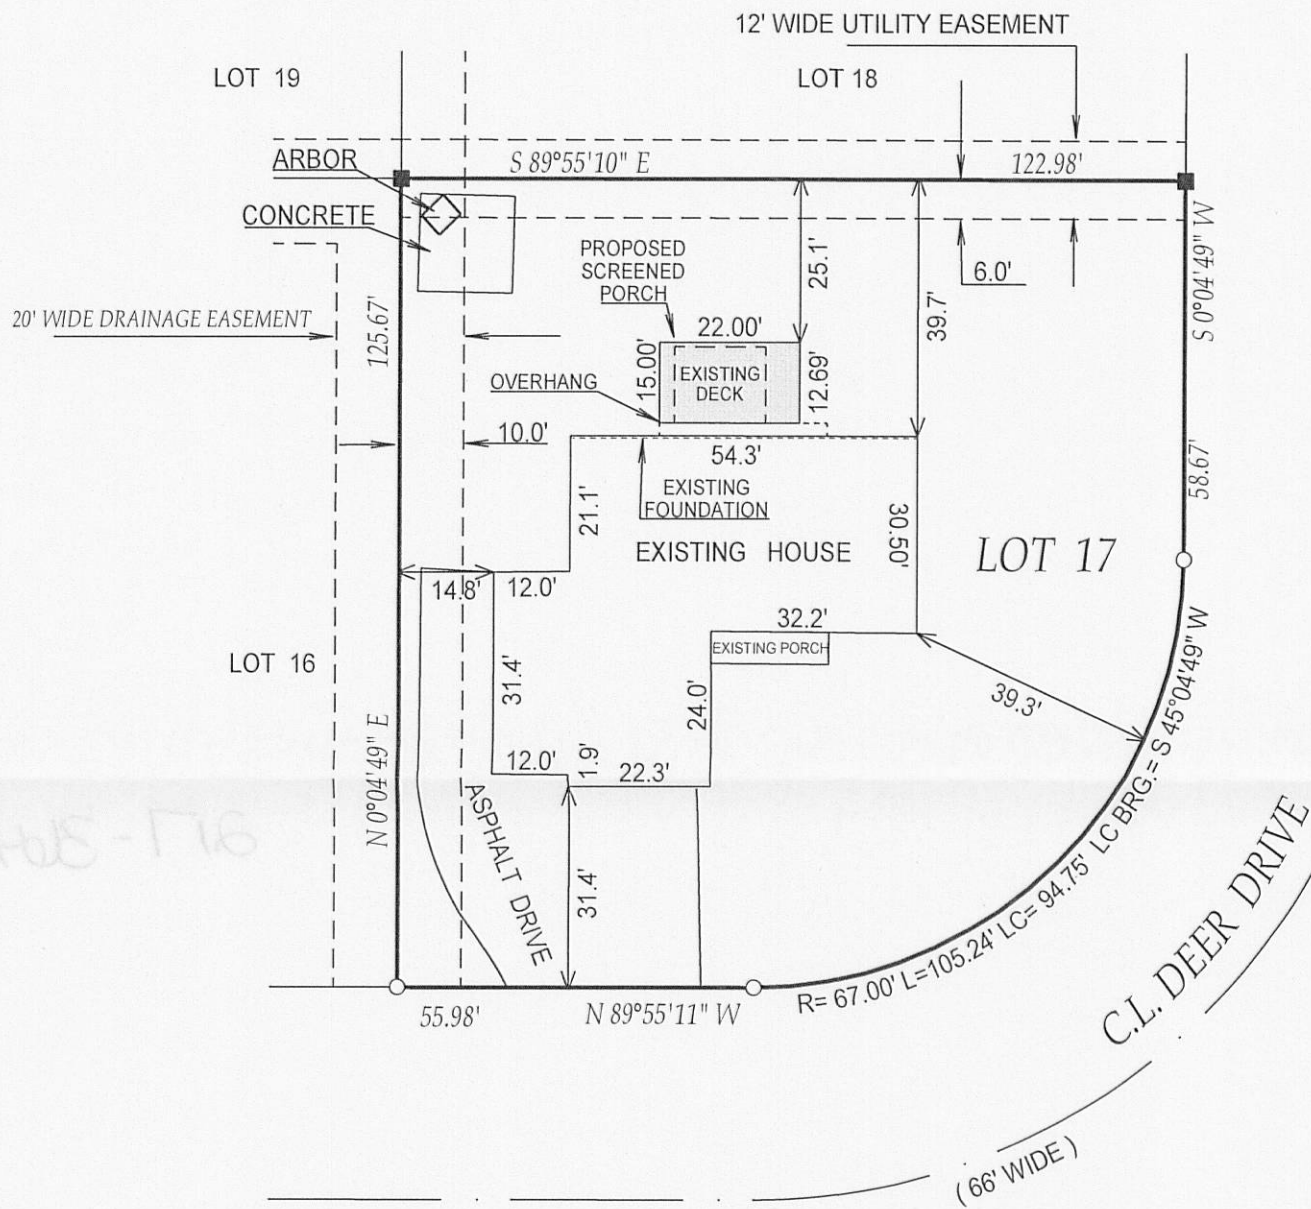 12' WIDE UTILITY EASEMENT
LOT 19
LOT 18
ARBOR
S 89°55'10" E
122.98'
CONCRETE
PROPOSED
SCREENED
PORCH
25.1'
6.0'
S 0°04'49" W
20' WIDE DRAINAGE EASEMENT
125.67'
22.00'
39.7'
OVERHANG
15.00'
EXISTING
DECK
12.69'
10.0'
54.3'
58.67'
21.1'
EXISTING
FOUNDATION
30.50'
EXISTING HOUSE
LOT 17
14.8'
12.0'
32.2'
EXISTING PORCH
LOT 16
31.4'
24.0'
39.3'
N 0°04'49" E
12.0'
1.9'
22.3'
ASPHALT DRIVE
31.4'
R= 67.00' L=105.24' LC= 94.75' LC BRG = S 45°04'49" W
55.98'
N 89°55'11" W
C.L. DEER DRIVE
( 66' WIDE )